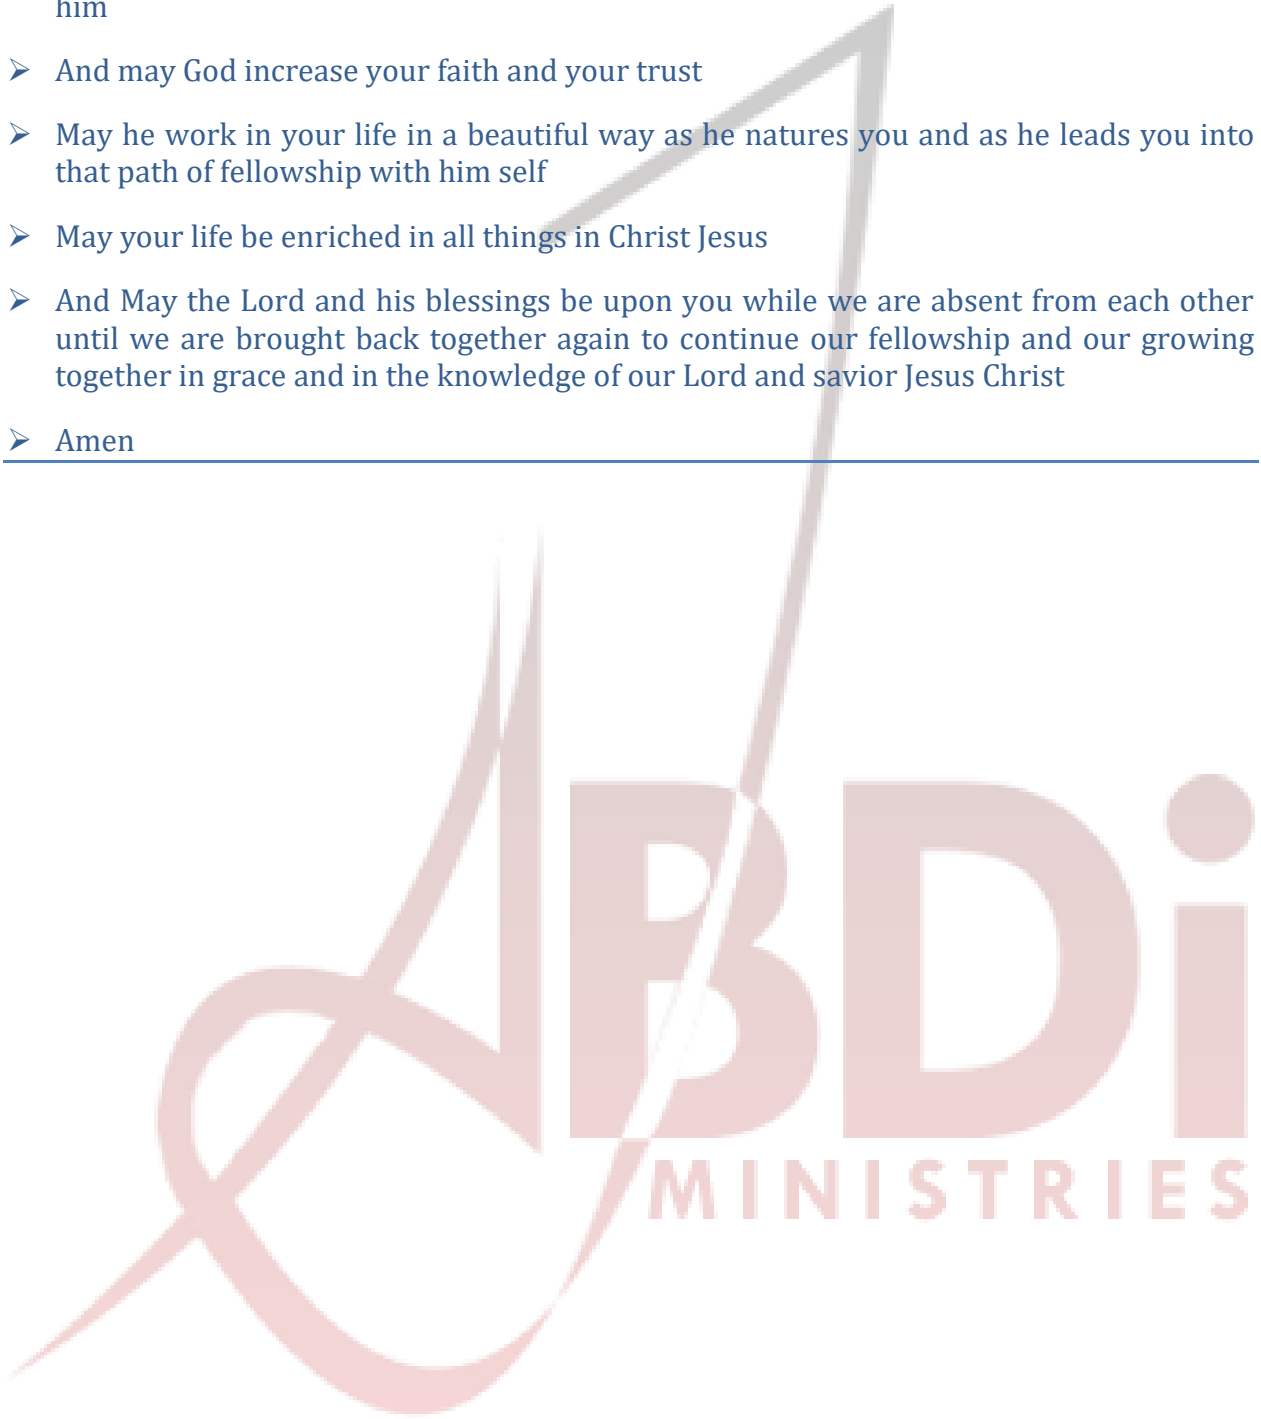 him
➢ And may God increase your faith and your trust
➢ May he work in your life in a beautiful way as he natures you and as he leads you into
that path of fellowship with him self
➢ May your life be enriched in all things in Christ Jesus
➢ And May the Lord and his blessings be upon you while we are absent from each other
until we are brought back together again to continue our fellowship and our growing
together in grace and in the knowledge of our Lord and savior Jesus Christ
➢ Amen
ABDi
MINISTRIES